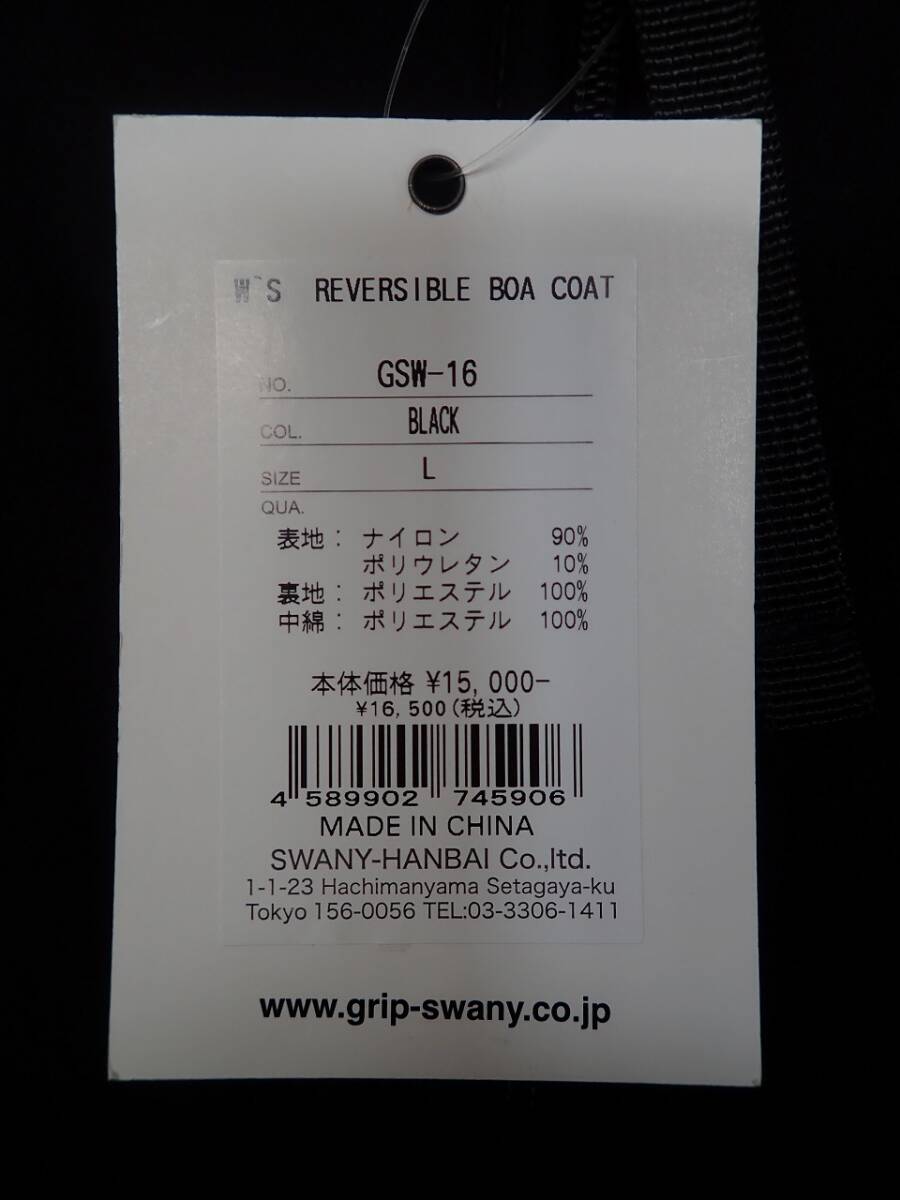 W`S REVERSIBLE BOA COAT
NO. GSW-16
COL. BLACK
SIZE L
QUA.
表地： ナイロン 90%
ポリウレタン 10%
裏地： ポリエステル 100%
中綿： ポリエステル 100%
本体価格 ¥15,000-
¥16,500(税込)
4 589902 745906
MADE IN CHINA
SWANY-HANBAI Co.,ltd.
1-1-23 Hachimanyama Setagaya-ku
Tokyo 156-0056 TEL:03-3306-1411
www.grip-swany.co.jp